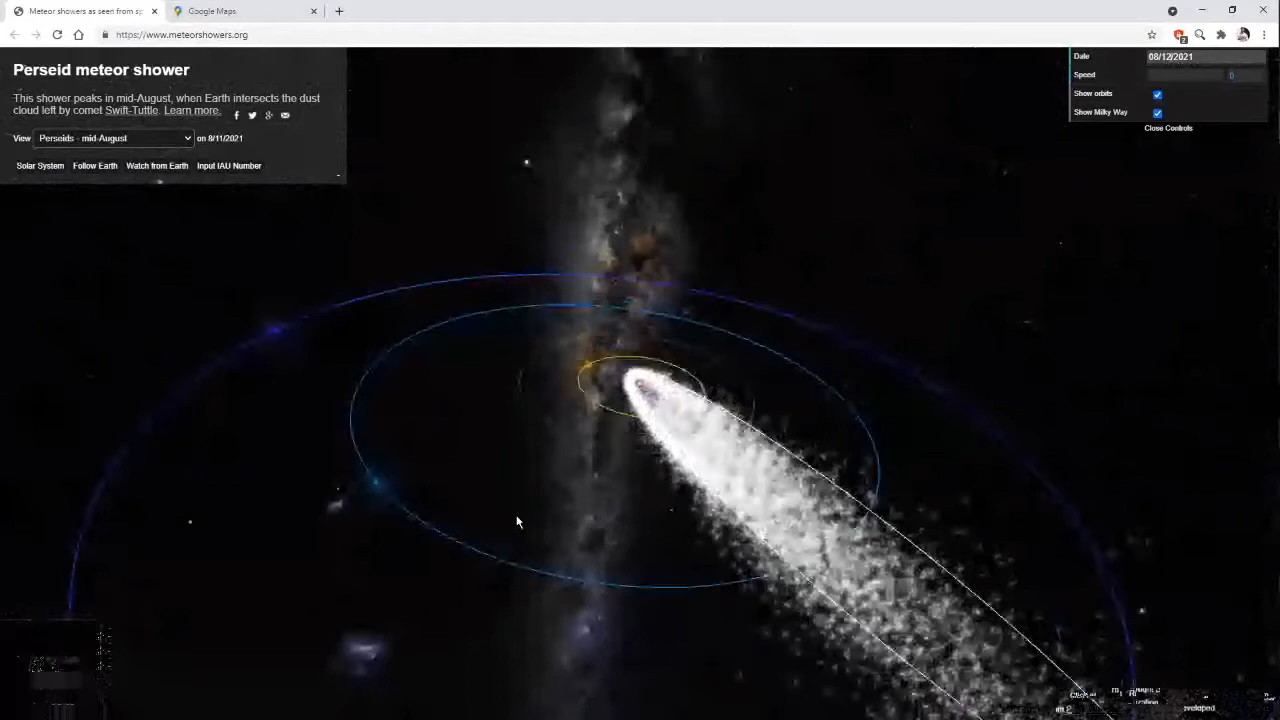 Meteor showers as seen from sp
Google Maps
https://www.meteorshowers.org
2
Perseid meteor shower
This shower peaks in mid-August, when Earth intersects the dust
cloud left by comet Swift-Tuttle. Learn more.
View Perseids - mid-August on 8/11/2021
Solar System Follow Earth Watch from Earth Input IAU Number
Date 08/12/2021
Speed 0
Show orbits
Show Milky Way
Close Controls